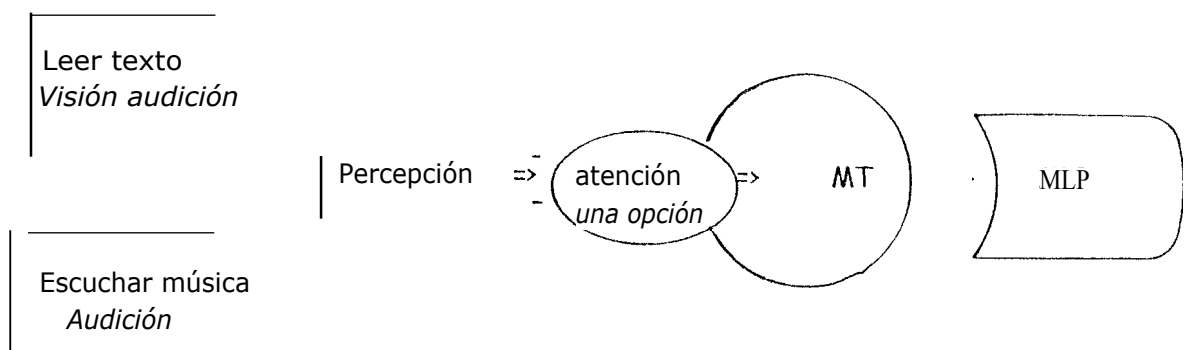 Leer texto
Visión audición
Percepción => atención => MT MLP
una opción
Escuchar música
Audición